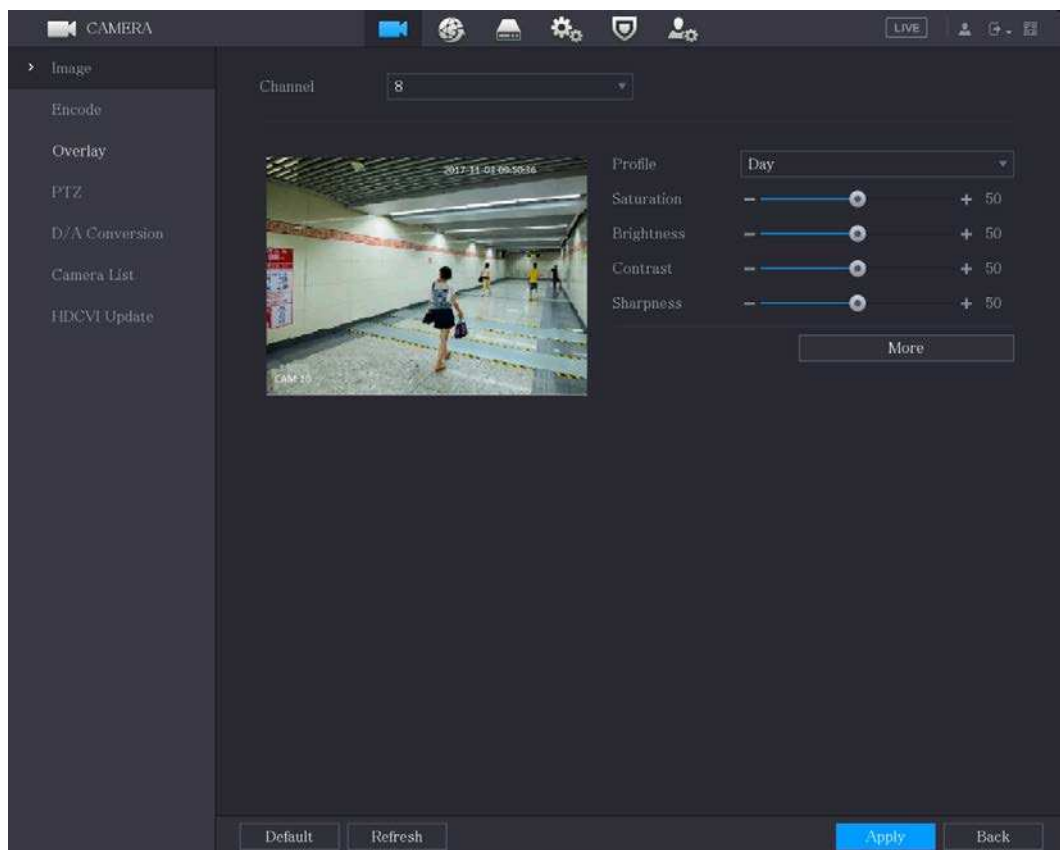 CAMERA
LIVE
Image
Encode
Overlay
PTZ
D/A Conversion
Camera List
HDCVI Update
Channel 8
2017-11-01 09:50:36
CAM 10
Profile Day
Saturation 50
Brightness 50
Contrast 50
Sharpness 50
More
Default Refresh Apply Back